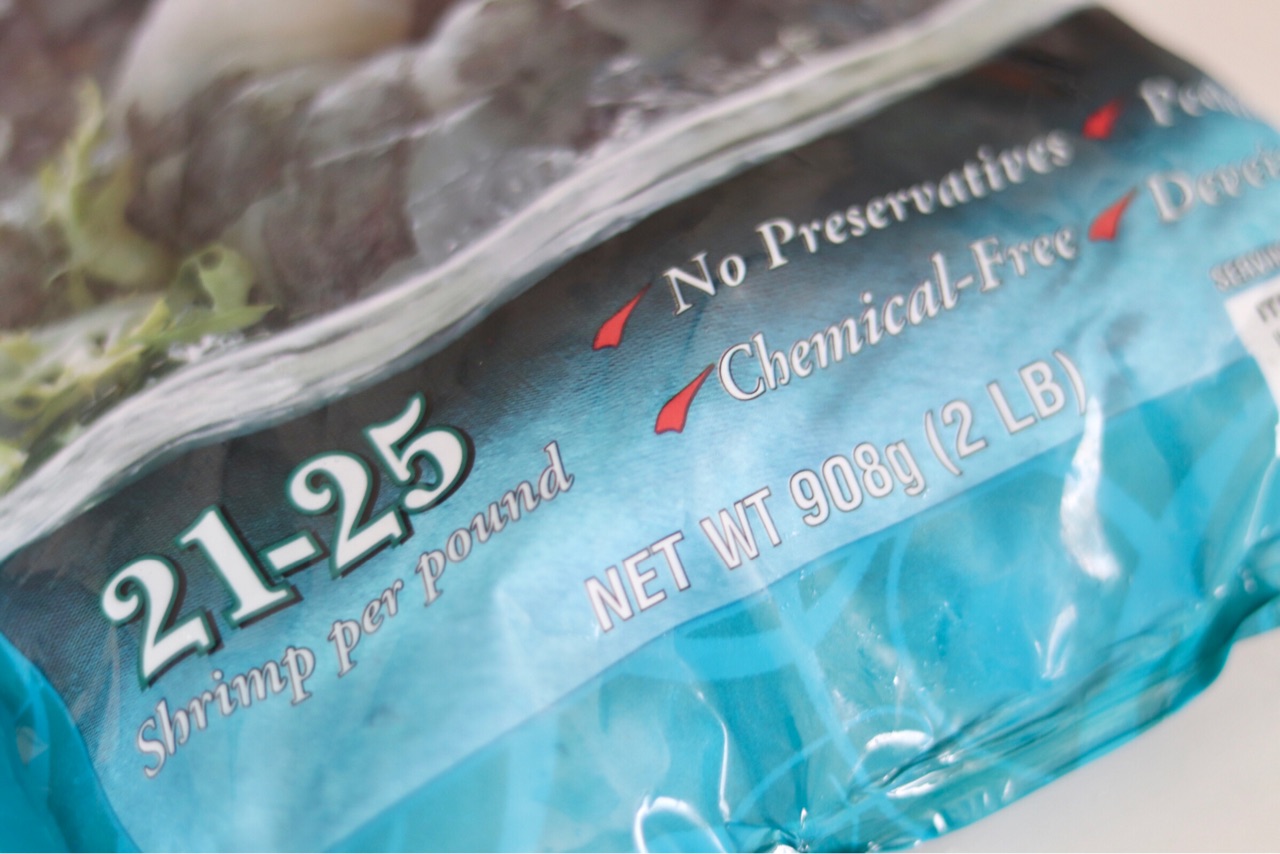 No Preservatives
Chemical-Free
21-25
Shrimp per pound
NET WT 908g (2 LB)